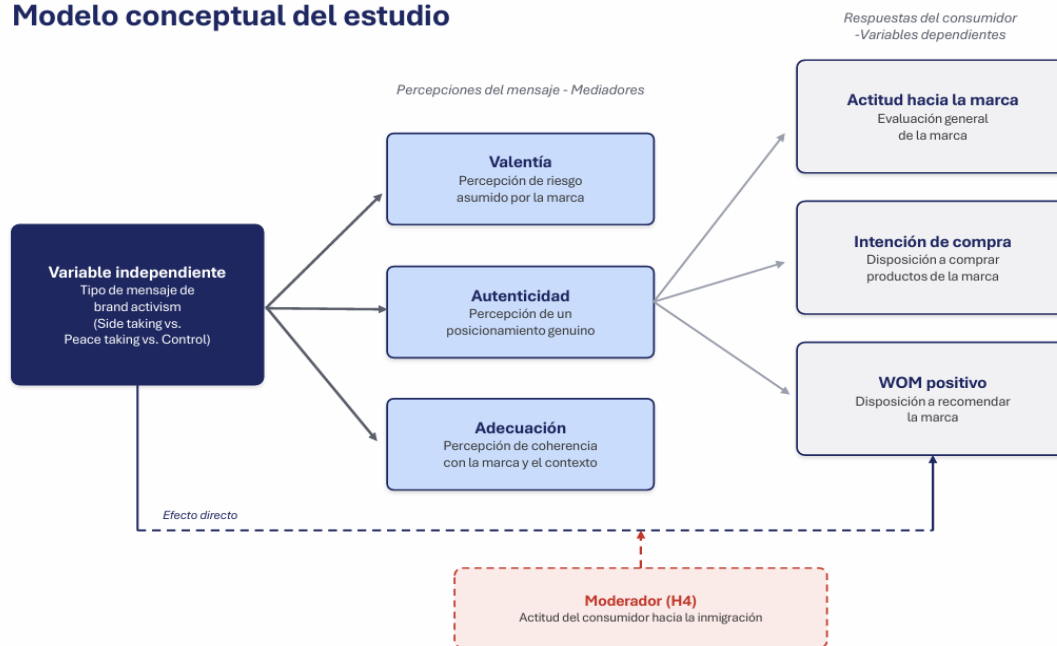 Modelo conceptual del estudio
Respuestas del consumidor
-Variables dependientes
Percepciones del mensaje - Mediadores
Variable independiente
Tipo de mensaje de
brand activism
(Side taking vs.
Peace taking vs. Control)
Valentía
Percepción de riesgo
asumido por la marca
Autenticidad
Percepción de un
posicionamiento genuino
Adecuación
Percepción de coherencia
con la marca y el contexto
Actitud hacia la marca
Evaluación general
de la marca
Intención de compra
Disposición a comprar
productos de la marca
WOM positivo
Disposición a recomendar
la marca
Efecto directo
Moderador (H4)
Actitud del consumidor hacia la inmigración